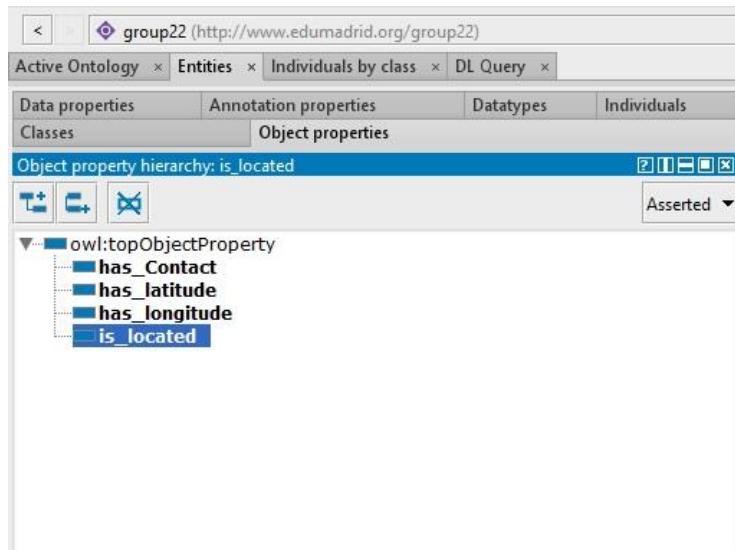 < > group22 (http://www.edumadrid.org/group22)
Active Ontology × Entities × Individuals by class × DL Query ×
Data properties Annotation properties Datatypes Individuals
Classes Object properties
Object property hierarchy: is_located
Asserted
owl:topObjectProperty
has_Contact
has_latitude
has_longitude
is_located